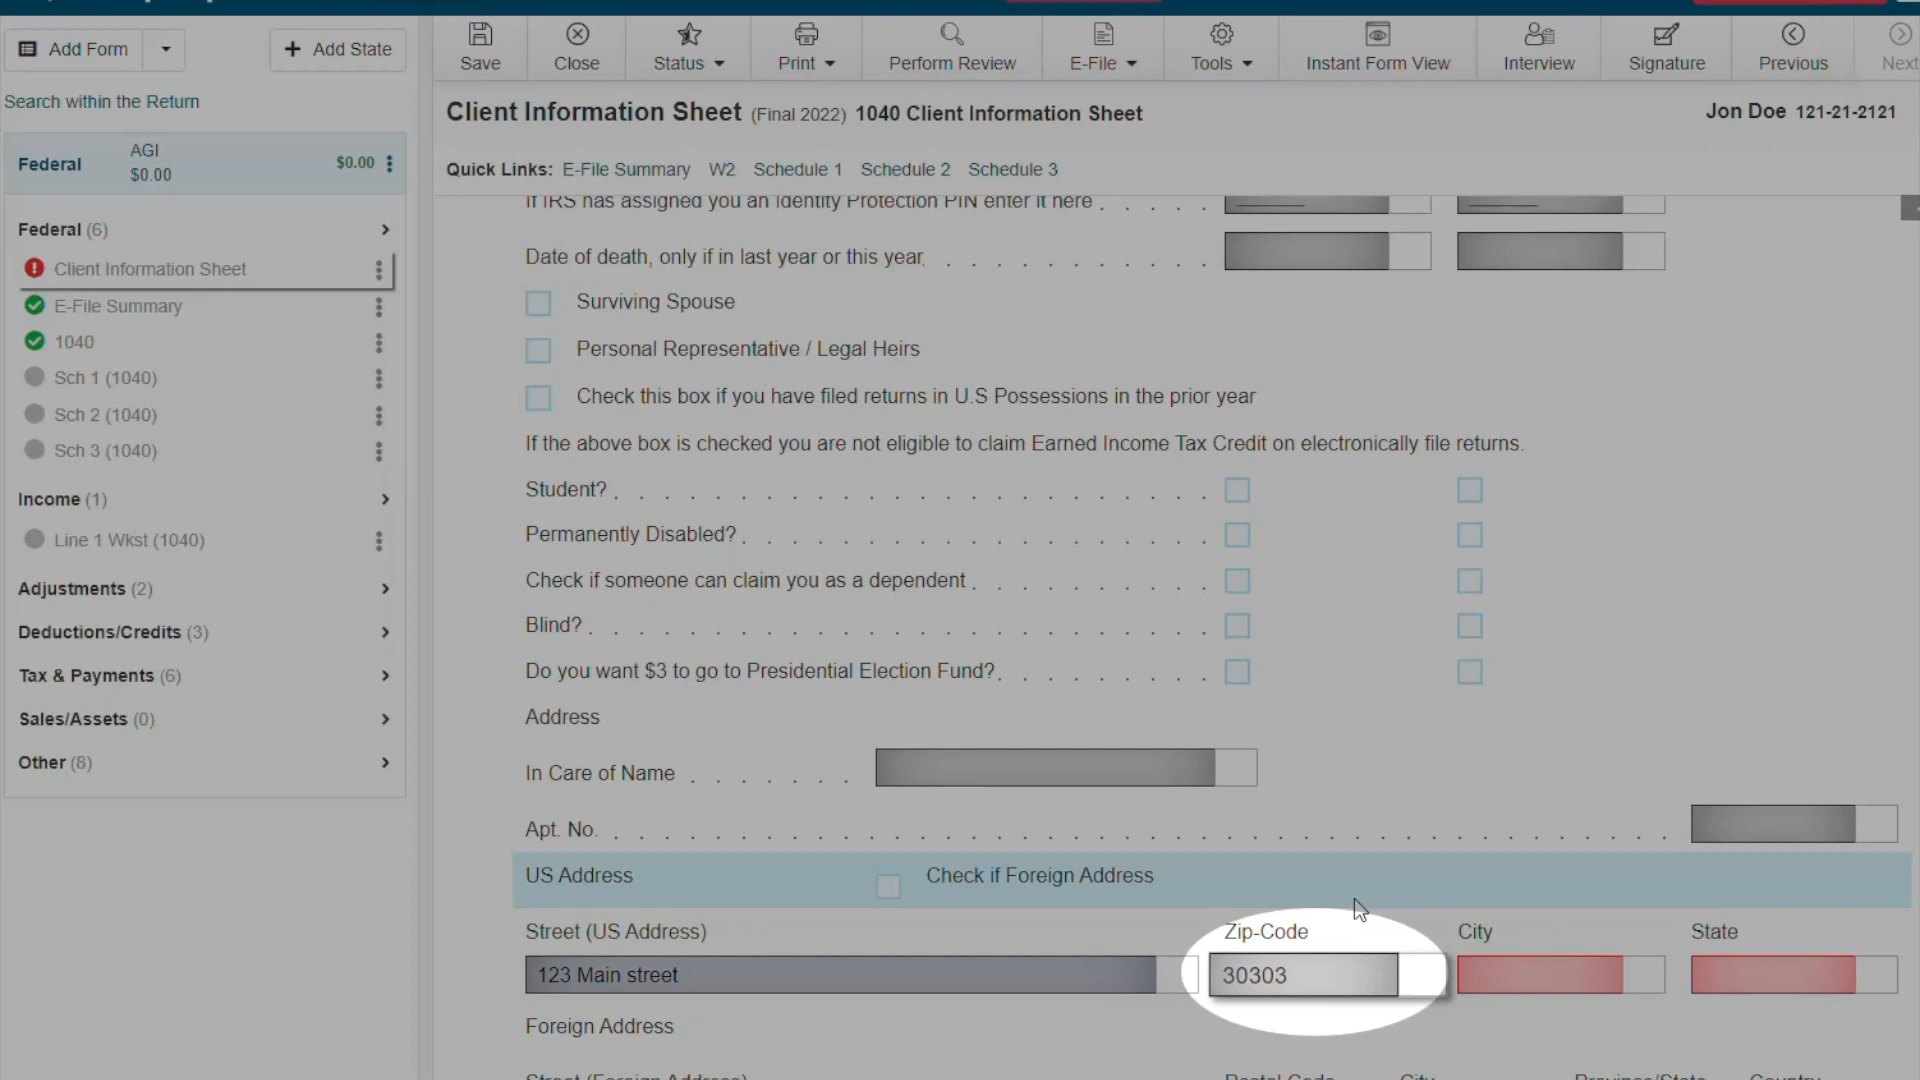 Add Form
Add State
Search within the Return
Federal
AGI
$0.00
$0.00
Federal (6)
Client Information Sheet
E-File Summary
1040
Sch 1 (1040)
Sch 2 (1040)
Sch 3 (1040)
Income (1)
Line 1 Wkst (1040)
Adjustments (2)
Deductions/Credits (3)
Tax & Payments (6)
Sales/Assets (0)
Other (8)
Save
Close
Status
Print
Perform Review
E-File
Tools
Instant Form View
Interview
Signature
Previous
Next
Client Information Sheet (Final 2022) 1040 Client Information Sheet
Jon Doe 121-21-2121
Quick Links: E-File Summary W2 Schedule 1 Schedule 2 Schedule 3
If IRS has assigned you an Identity Protection PIN enter it here
Date of death, only if in last year or this year
Surviving Spouse
Personal Representative / Legal Heirs
Check this box if you have filed returns in U.S Possessions in the prior year
If the above box is checked you are not eligible to claim Earned Income Tax Credit on electronically file returns.
Student?
Permanently Disabled?
Check if someone can claim you as a dependent
Blind?
Do you want $3 to go to Presidential Election Fund?
Address
In Care of Name
Apt. No.
US Address
Check if Foreign Address
Street (US Address) Zip-Code City State
123 Main street 30303
Foreign Address
Street (Foreign Address) Postal Code City Province/State Country